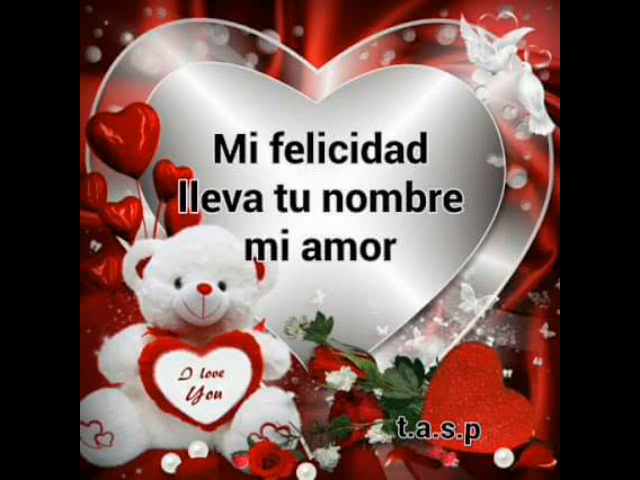 Mi felicidad
lleva tu nombre
mi amor
I love
You
t.a.s.p